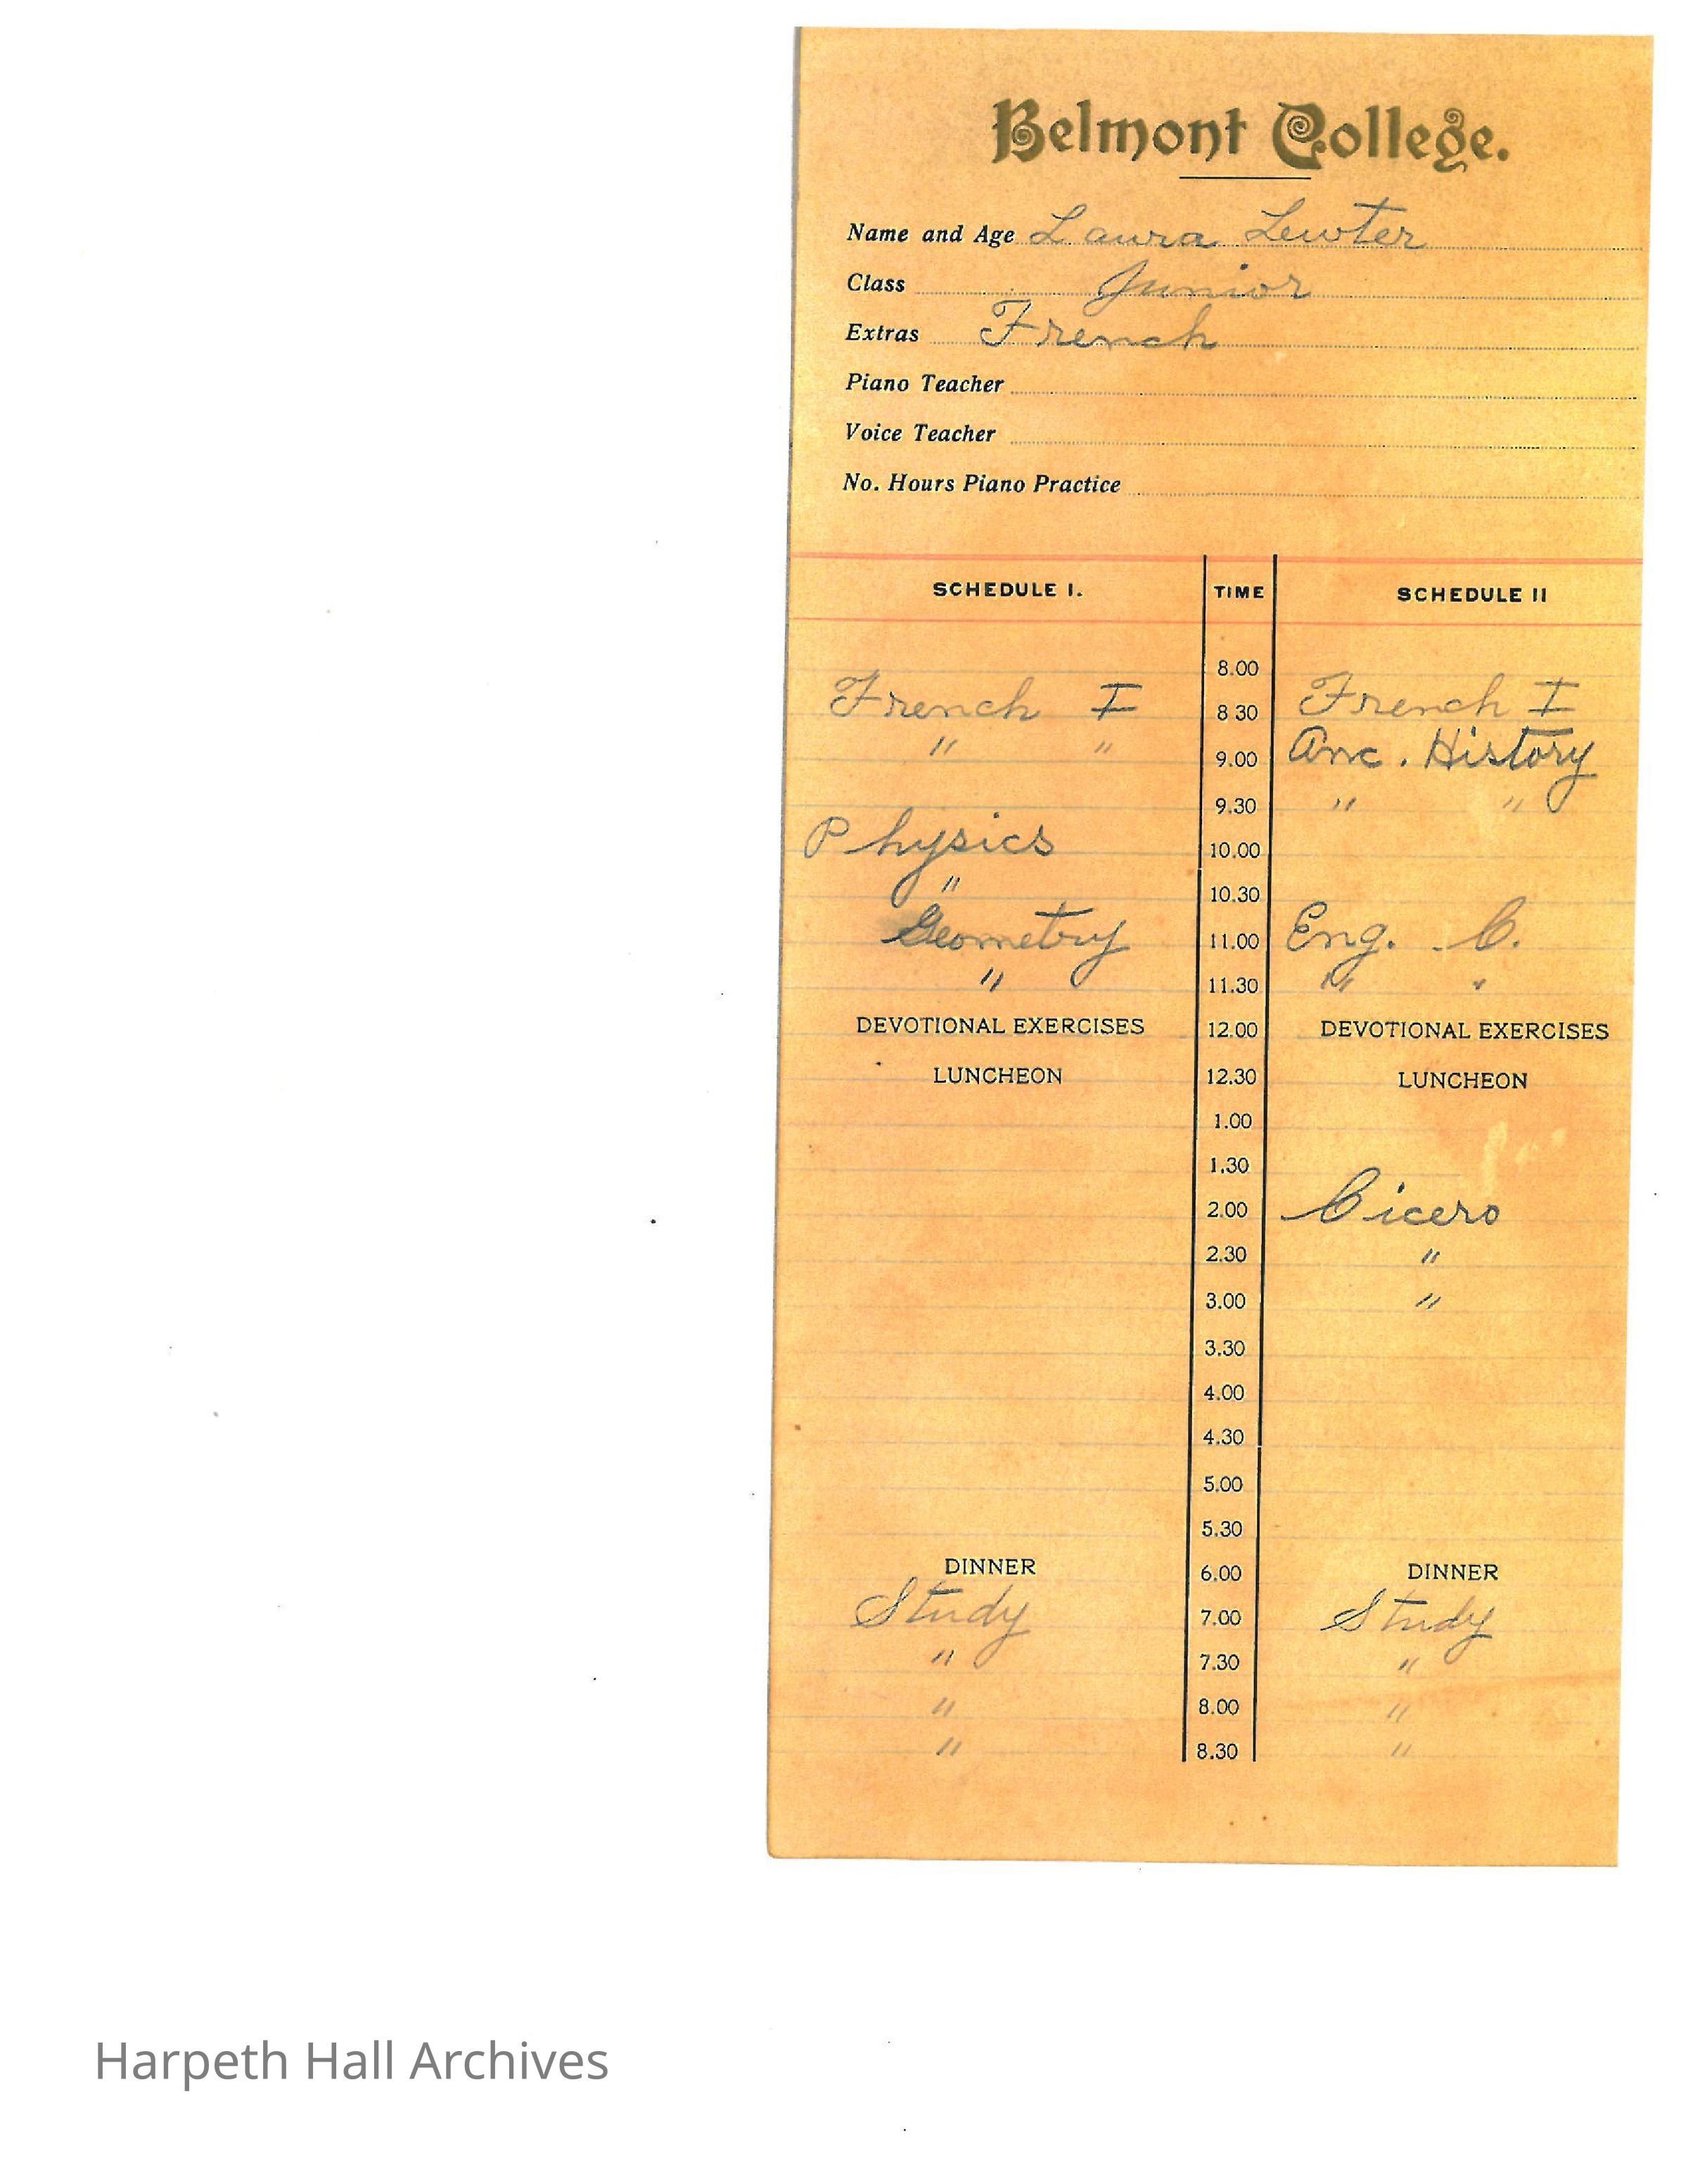 Belmont College.
Name and Age Laura Lewter
Class Junior
Extras French
Piano Teacher
Voice Teacher
No. Hours Piano Practice
SCHEDULE I. TIME SCHEDULE II
8.00
French I 8 30 French I
" " 9.00 Anc. History
9.30 " "
Physics 10.00
" 10.30
Geometry 11.00 Eng. C.
" 11.30 " "
DEVOTIONAL EXERCISES 12.00 DEVOTIONAL EXERCISES
LUNCHEON 12.30 LUNCHEON
1.00
1.30
2.00 Cicero
2.30 "
3.00 "
3.30
4.00
4.30
5.00
5.30
DINNER 6.00 DINNER
Study 7.00 Study
" 7.30 "
" 8.00 "
" 8.30 "
Harpeth Hall Archives